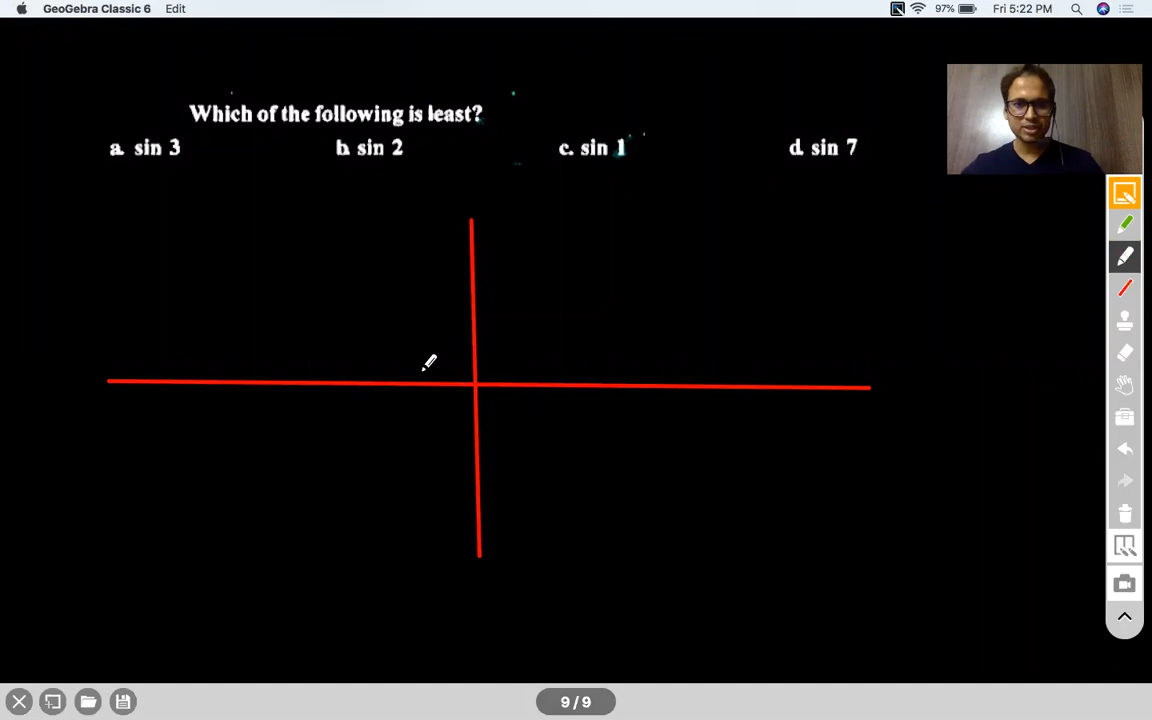 GeoGebra Classic 6 Edit 97% Fri 5:22 PM
Which of the following is least?
a. sin 3 b. sin 2 c. sin 1 d. sin 7
9 / 9